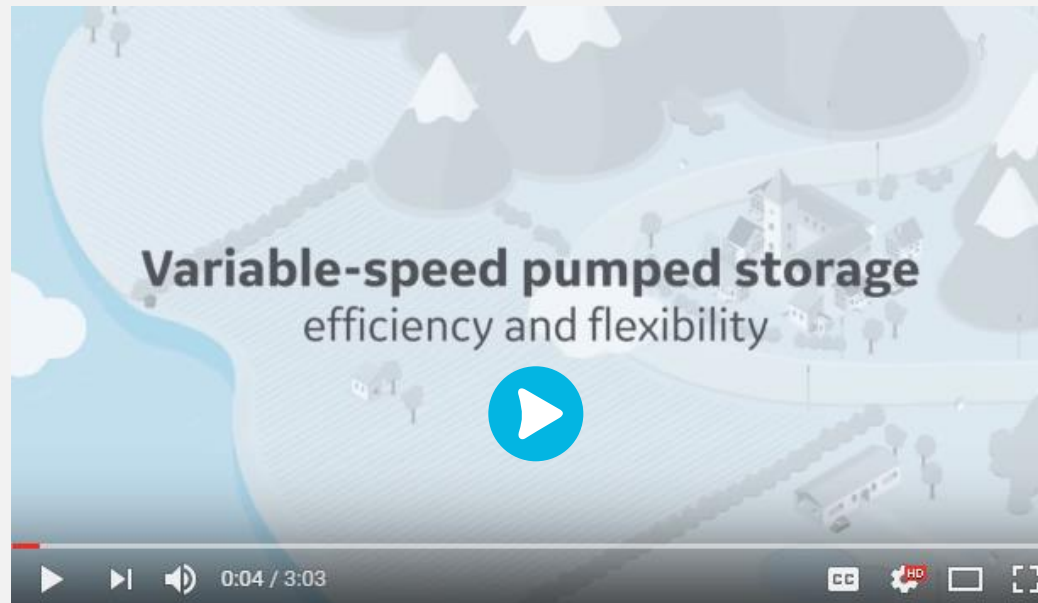 Variable-speed pumped storage
efficiency and flexibility
0:04 / 3:03
CC
HD